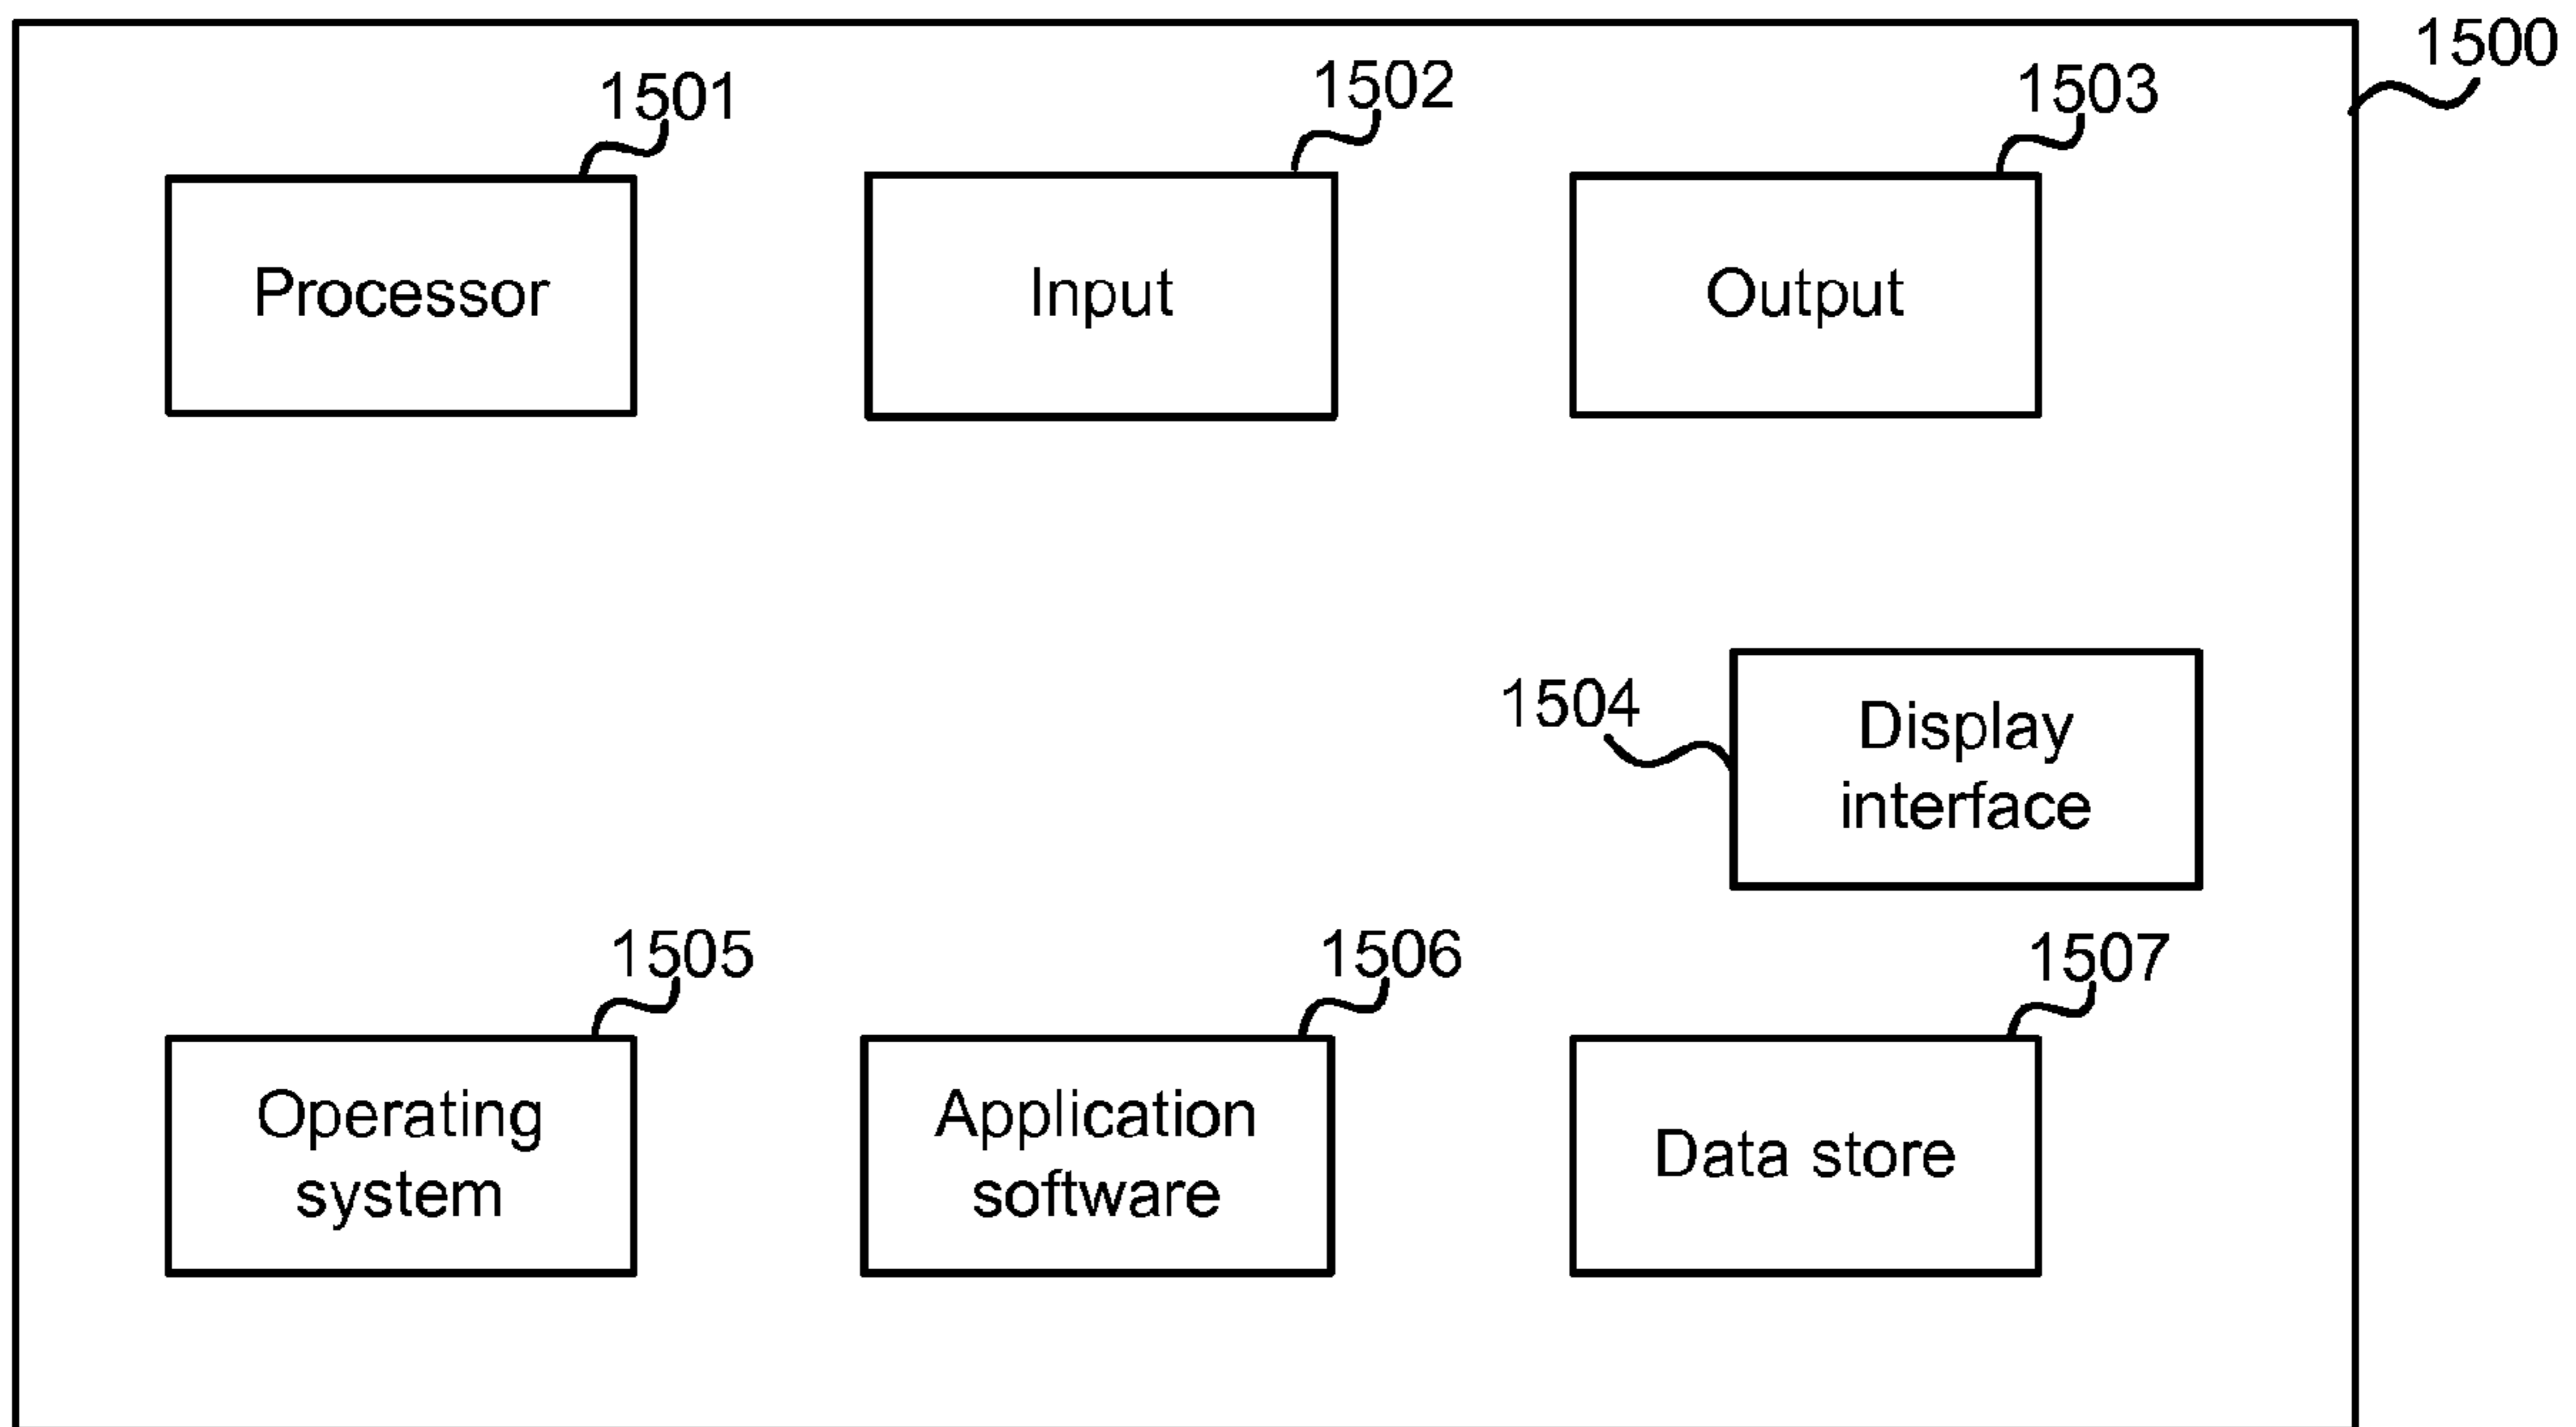 1500
1501
1502
1503
Processor
Input
Output
1504
Display
interface
1505
1506
1507
Operating
system
Application
software
Data store